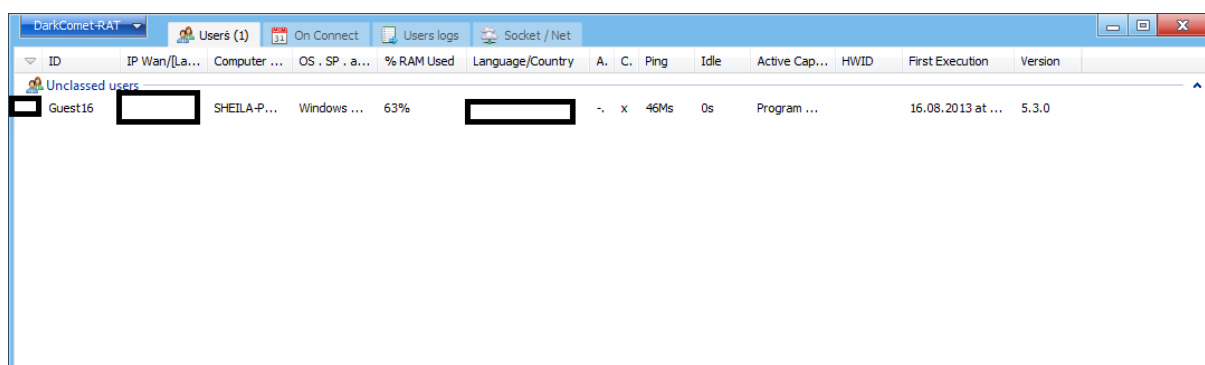 DarkComet-RAT Users (1) 31 On Connect Users logs Socket / Net
ID IP Wan/[La... Computer ... OS . SP . a... % RAM Used Language/Country A. C. Ping Idle Active Cap... HWID First Execution Version
Unclassed users
Guest16 SHEILA-P... Windows ... 63% -. x 46Ms 0s Program ... 16.08.2013 at ... 5.3.0